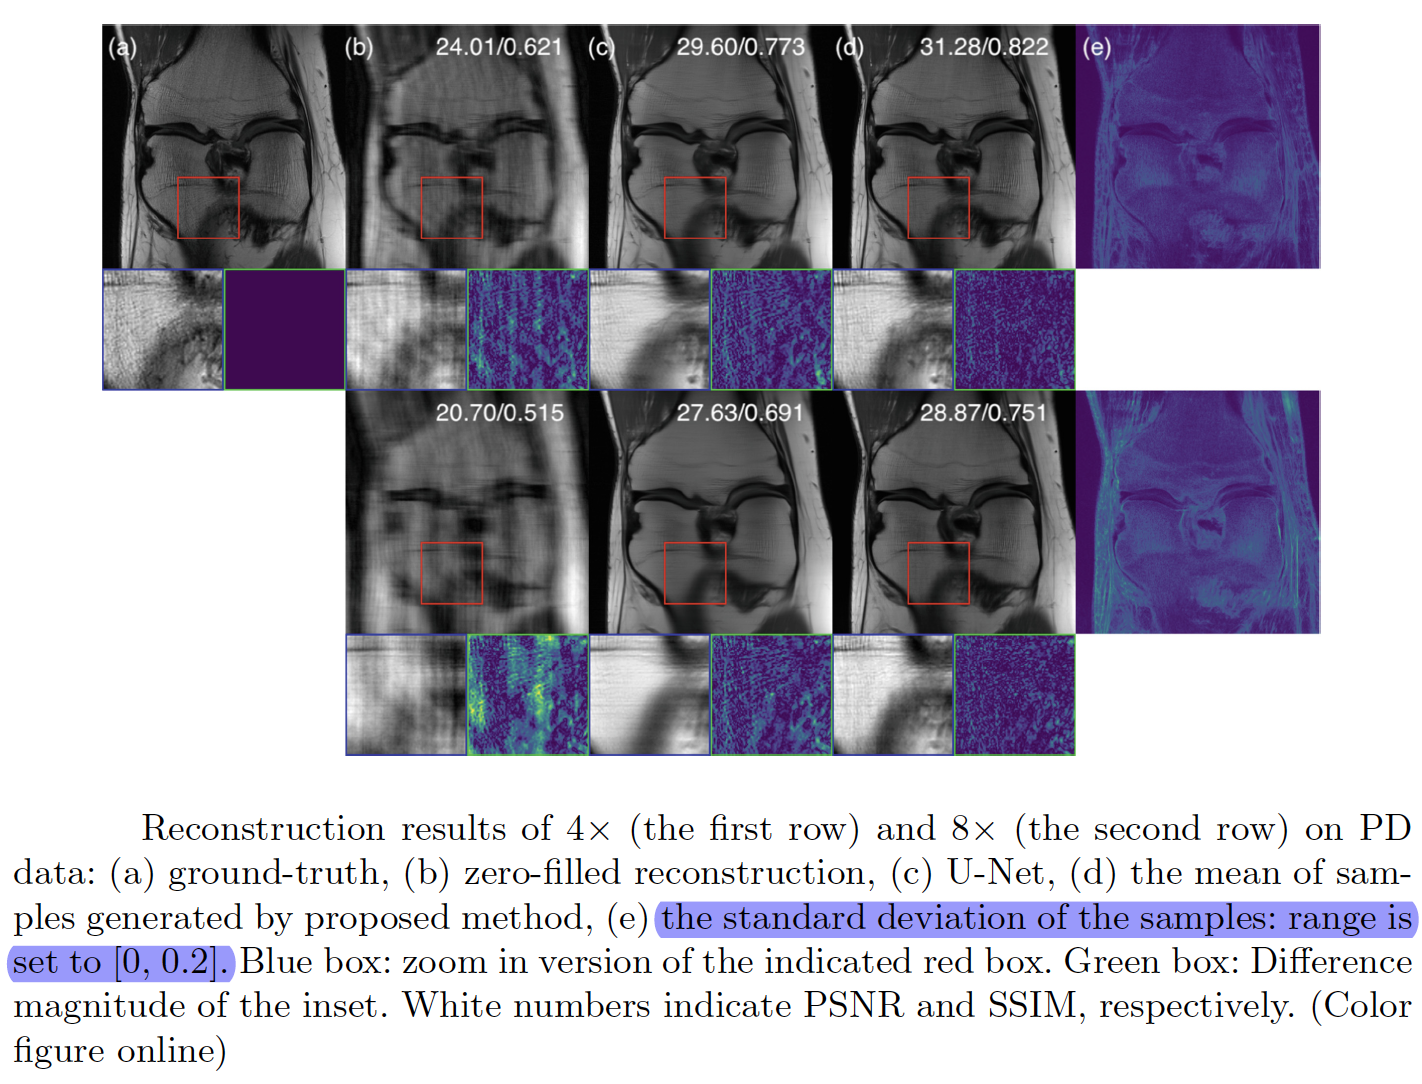 (a) (b) 24.01/0.621 (c) 29.60/0.773 (d) 31.28/0.822 (e)
20.70/0.515 27.63/0.691 28.87/0.751
Reconstruction results of 4× (the first row) and 8× (the second row) on PD
data: (a) ground-truth, (b) zero-filled reconstruction, (c) U-Net, (d) the mean of sam-
ples generated by proposed method, (e) the standard deviation of the samples: range is
set to [0, 0.2]. Blue box: zoom in version of the indicated red box. Green box: Difference
magnitude of the inset. White numbers indicate PSNR and SSIM, respectively. (Color
figure online)